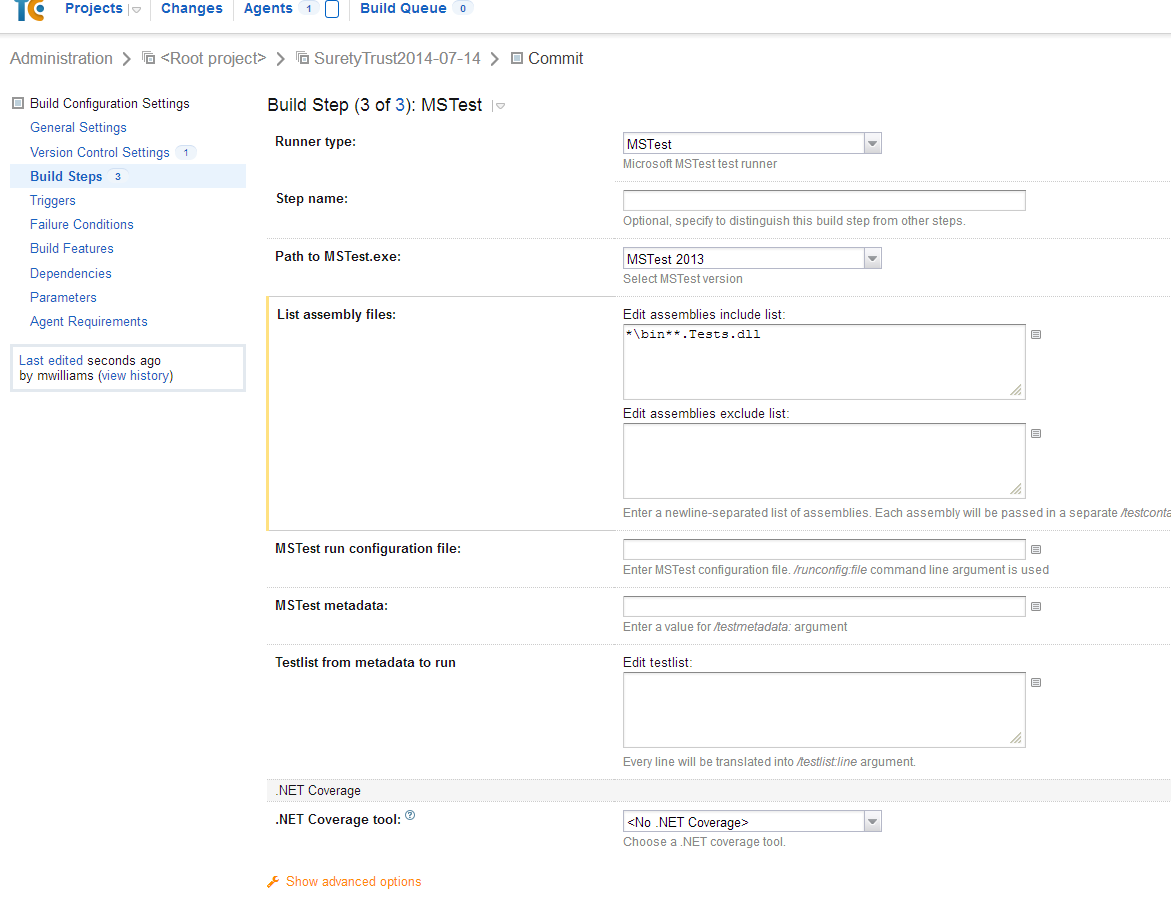 TC Projects Changes Agents 1 Build Queue 0
Administration <Root project> SuretyTrust2014-07-14 Commit
Build Configuration Settings
General Settings
Version Control Settings 1
Build Steps 3
Triggers
Failure Conditions
Build Features
Dependencies
Parameters
Agent Requirements
Last edited seconds ago
by mwilliams (view history)
Build Step (3 of 3): MSTest
Runner type: MSTest
Microsoft MSTest test runner
Step name:
Optional, specify to distinguish this build step from other steps.
Path to MSTest.exe: MSTest 2013
Select MSTest version
List assembly files: Edit assemblies include list:
*\bin**.Tests.dll
Edit assemblies exclude list:
Enter a newline-separated list of assemblies. Each assembly will be passed in a separate /testconta
MSTest run configuration file:
Enter MSTest configuration file. /runconfig:file command line argument is used
MSTest metadata:
Enter a value for /testmetadata: argument
Testlist from metadata to run Edit testlist:
Every line will be translated into /testlist:line argument.
.NET Coverage
.NET Coverage tool: ? <No .NET Coverage>
Choose a .NET coverage tool.
Show advanced options